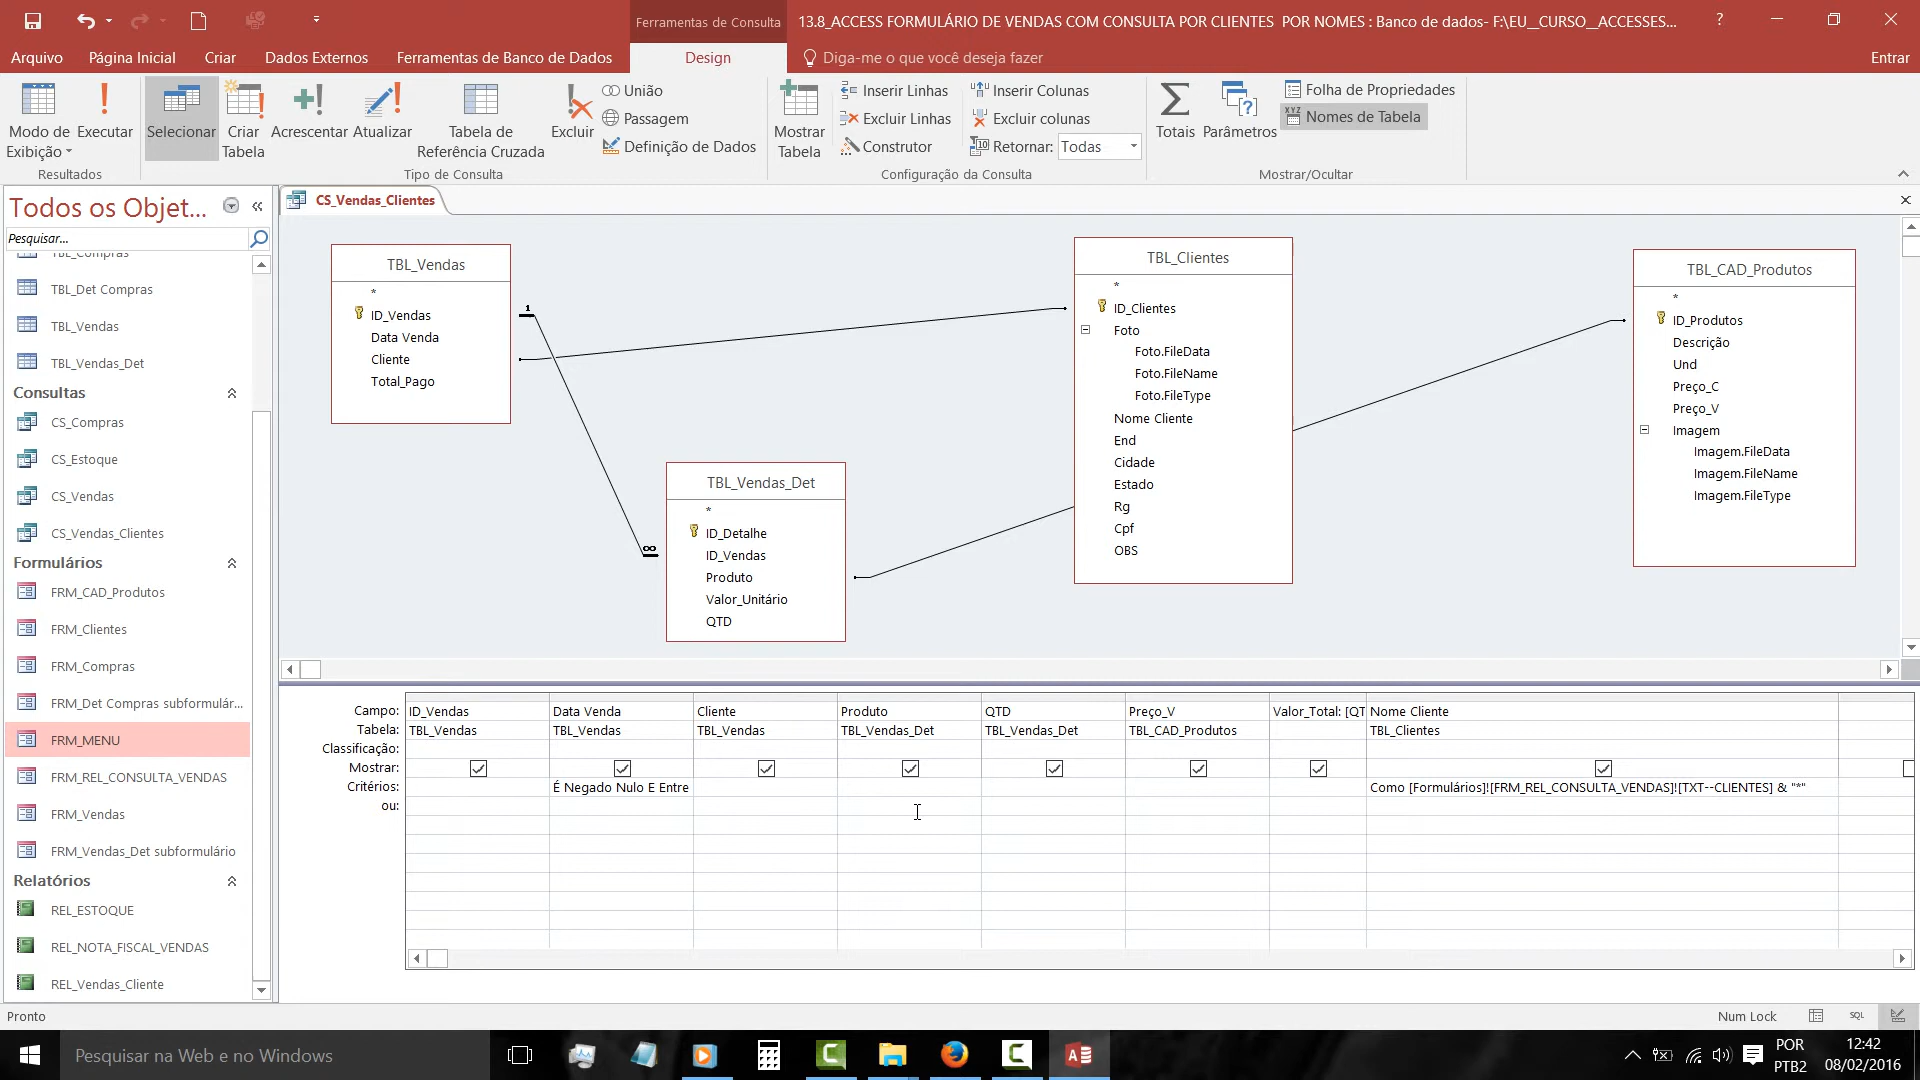 Ferramentas de Consulta
13.8_ACCESS FORMULÁRIO DE VENDAS COM CONSULTA POR CLIENTES POR NOMES : Banco de dados- F:\EU__CURSO__ACCESSES...
?
Arquivo
Página Inicial
Criar
Dados Externos
Ferramentas de Banco de Dados
Design
Diga-me o que você deseja fazer
Entrar
Modo de Exibição
Executar
Selecionar
Criar Tabela
Acrescentar
Atualizar
Tabela de Referência Cruzada
Excluir
União
Passagem
Definição de Dados
Mostrar Tabela
Inserir Linhas
Excluir Linhas
Construtor
Inserir Colunas
Excluir colunas
Retornar: Todas
Totais
Parâmetros
Folha de Propriedades
Nomes de Tabela
Resultados
Tipo de Consulta
Configuração da Consulta
Mostrar/Ocultar
Todos os Objet...
Pesquisar...
TBL_Compras
TBL_Det Compras
TBL_Vendas
TBL_Vendas_Det
Consultas
CS_Compras
CS_Estoque
CS_Vendas
CS_Vendas_Clientes
Formulários
FRM_CAD_Produtos
FRM_Clientes
FRM_Compras
FRM_Det Compras subformulár...
FRM_MENU
FRM_REL_CONSULTA_VENDAS
FRM_Vendas
FRM_Vendas_Det subformulário
Relatórios
REL_ESTOQUE
REL_NOTA_FISCAL_VENDAS
REL_Vendas_Cliente
CS_Vendas_Clientes
TBL_Vendas
*
ID_Vendas
Data Venda
Cliente
Total_Pago
1
∞
TBL_Vendas_Det
*
ID_Detalhe
ID_Vendas
Produto
Valor_Unitário
QTD
TBL_Clientes
*
ID_Clientes
Foto
Foto.FileData
Foto.FileName
Foto.FileType
Nome Cliente
End
Cidade
Estado
Rg
Cpf
OBS
TBL_CAD_Produtos
*
ID_Produtos
Descrição
Und
Preço_C
Preço_V
Imagem
Imagem.FileData
Imagem.FileName
Imagem.FileType
Campo: ID_Vendas Data Venda Cliente Produto QTD Preço_V Valor_Total: [QT Nome Cliente
Tabela: TBL_Vendas TBL_Vendas TBL_Vendas TBL_Vendas_Det TBL_Vendas_Det TBL_CAD_Produtos TBL_Clientes
Classificação:
Mostrar:
Critérios: É Negado Nulo E Entre Como [Formulários]![FRM_REL_CONSULTA_VENDAS]![TXT--CLIENTES] & "*"
ou:
Pronto
Num Lock
SQL
Pesquisar na Web e no Windows
POR
PTB2
12:42
08/02/2016